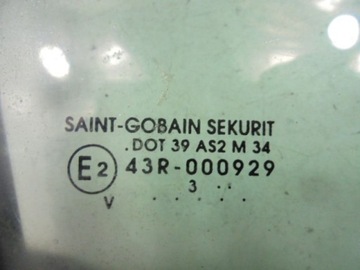 SAINT-GOBAIN SEKURIT
.DOT 39 AS2 M 34
E2 43R-000929
3 ..
V .....